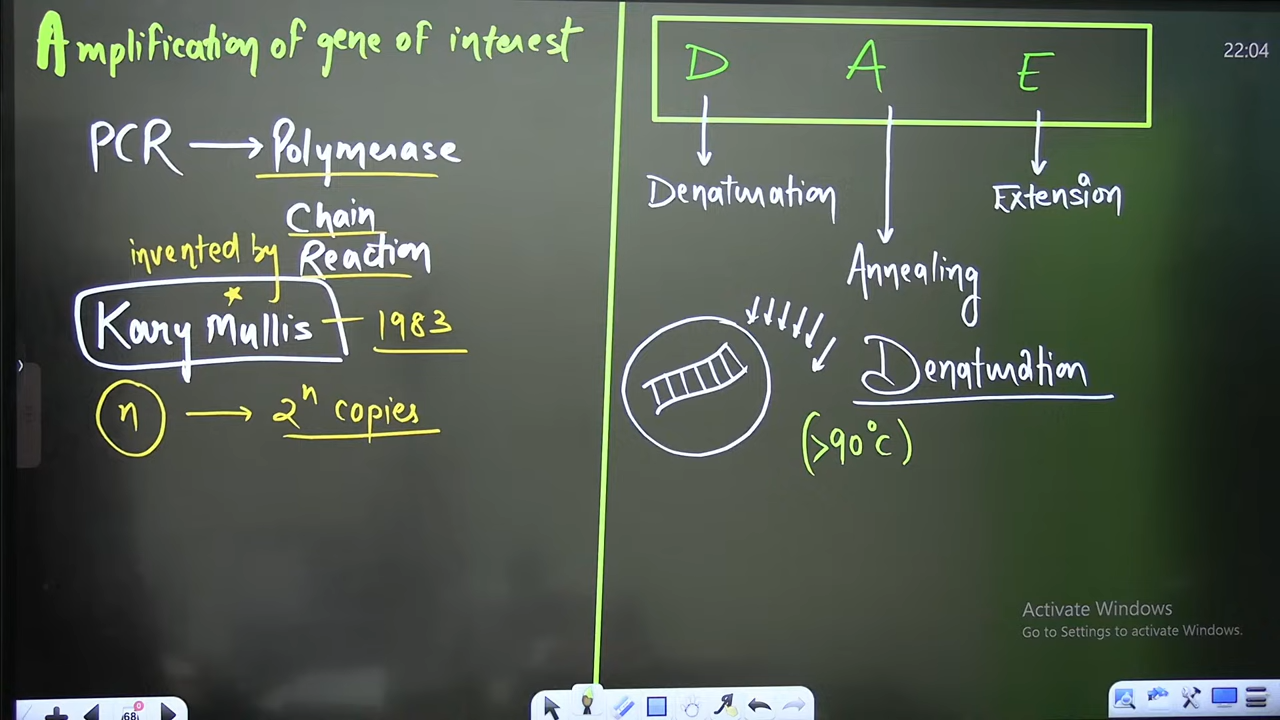 Amplification of gene of interest
PCR → Polymerase
Chain
invented by Reaction
Kary Mullis — 1983
n → 2ⁿ copies
D A E
Denaturation
Extension
Annealing
Denaturation
(>90°c)
22:04
Activate Windows
Go to Settings to activate Windows.
68